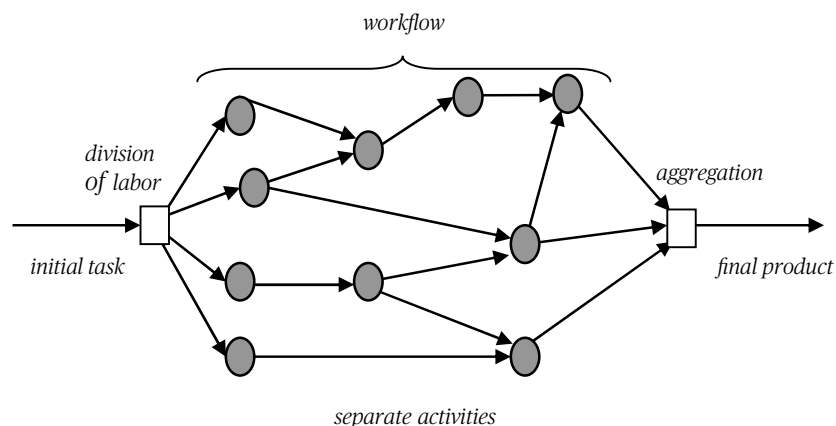 workflow
division
of labor
aggregation
initial task
final product
separate activities